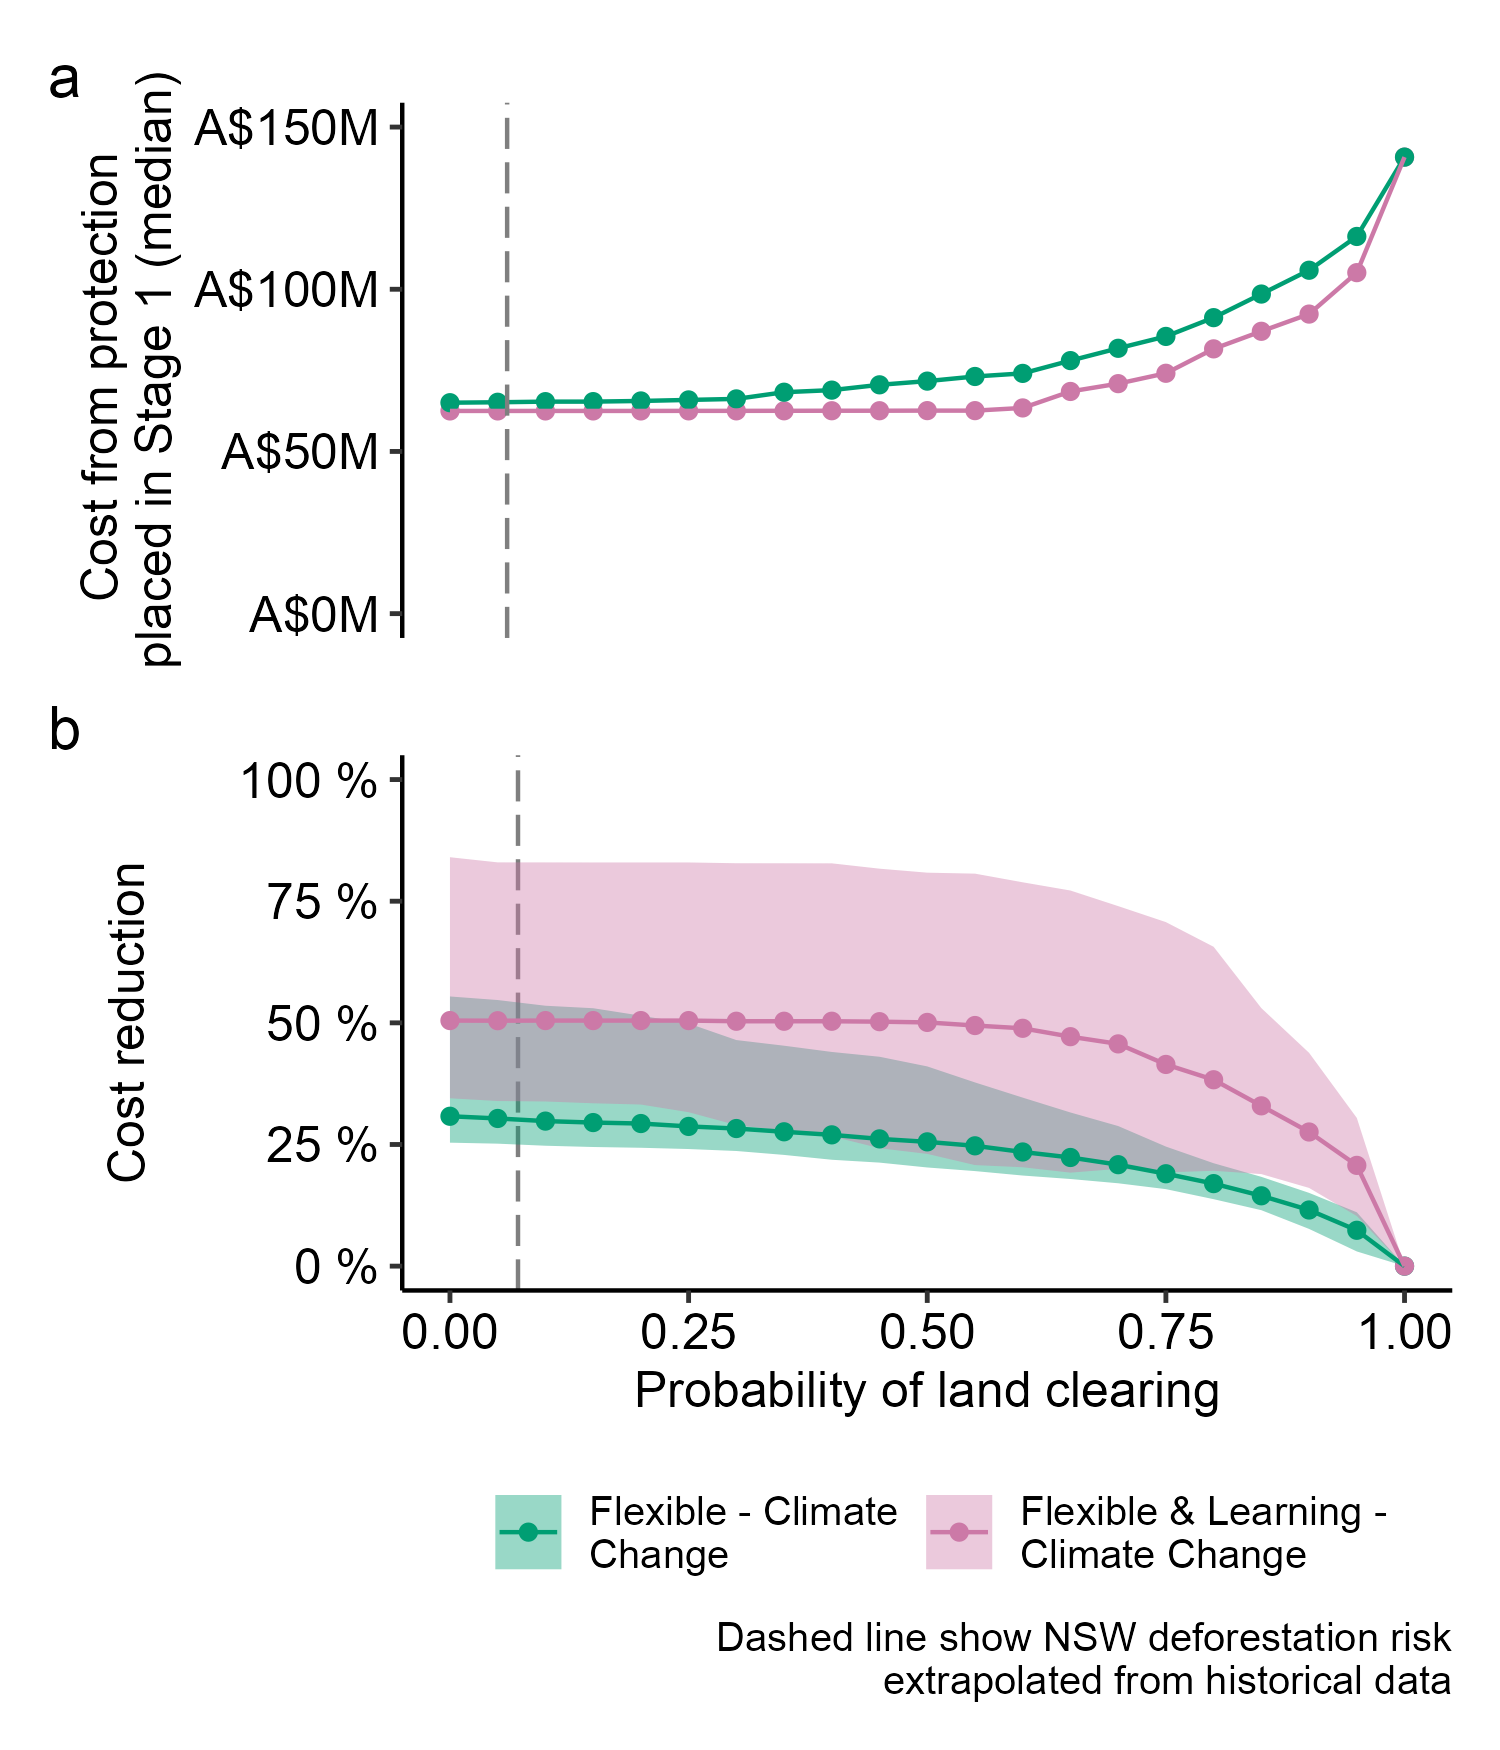 a
Cost from protection
placed in Stage 1 (median)
A$150M
A$100M
A$50M
A$0M
b
Cost reduction
100 %
75 %
50 %
25 %
0 %
0.00 0.25 0.50 0.75 1.00
Probability of land clearing
Flexible - Climate
Change
Flexible & Learning -
Climate Change
Dashed line show NSW deforestation risk
extrapolated from historical data